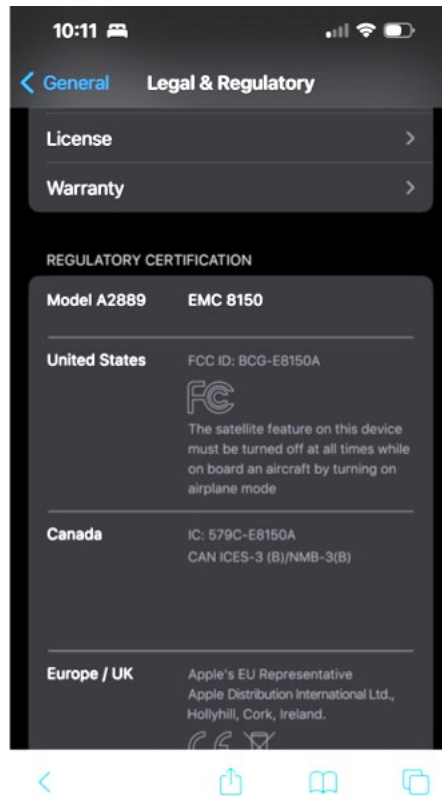 10:11
General Legal & Regulatory
License
Warranty
REGULATORY CERTIFICATION
Model A2889 EMC 8150
United States FCC ID: BCG-E8150A
FC
The satellite feature on this device
must be turned off at all times while
on board an aircraft by turning on
airplane mode
Canada IC: 579C-E8150A
CAN ICES-3 (B)/NMB-3(B)
Europe / UK Apple's EU Representative
Apple Distribution International Ltd.,
Hollyhill, Cork, Ireland.
CE